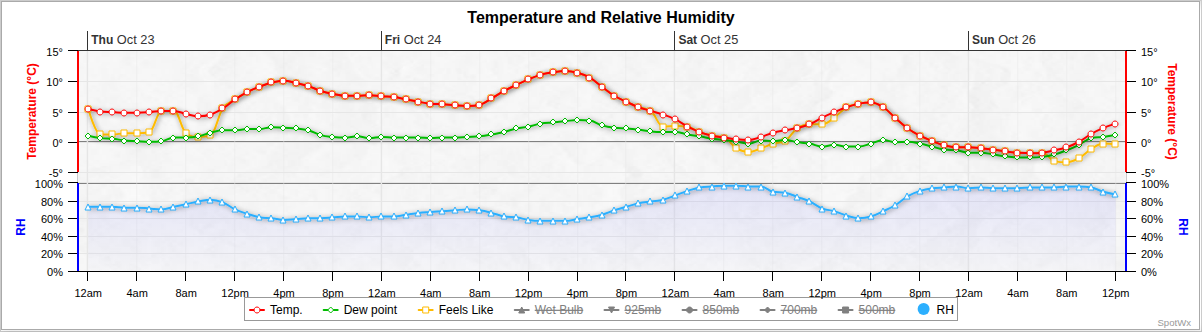 Temperature and Relative Humidity
Thu Oct 23 Fri Oct 24 Sat Oct 25 Sun Oct 26
15° 15°
10° 10°
5° 5°
0° 0°
-5° -5°
Temperature (°C) Temperature (°C)
100% 100%
80% 80%
60% 60%
40% 40%
20% 20%
0% 0%
RH RH
12am 4am 8am 12pm 4pm 8pm 12am 4am 8am 12pm 4pm 8pm 12am 4am 8am 12pm 4pm 8pm 12am 4am 8am 12pm
Temp. Dew point Feels Like Wet Bulb 925mb 850mb 700mb 500mb RH
SpotWx